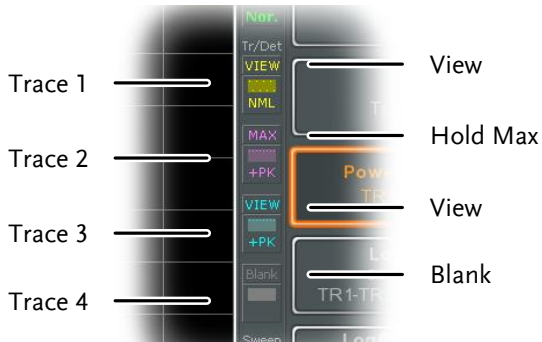 Nor.
Tr/Det
VIEW
NML
MAX
+PK
VIEW
+PK
Blank
Sweep
Trace 1
Trace 2
Trace 3
Trace 4
TR1-TR
View
Hold Max
View
Blank